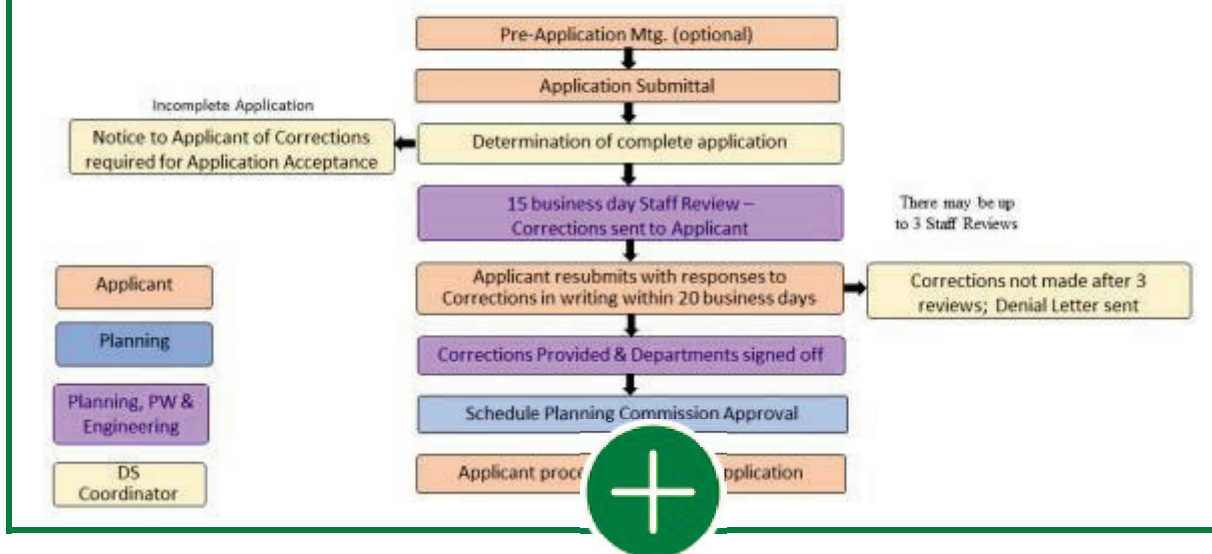 Pre-Application Mtg. (optional)
Application Submittal
Incomplete Application
Notice to Applicant of Corrections
required for Application Acceptance
Determination of complete application
15 business day Staff Review –
Corrections sent to Applicant
There may be up
to 3 Staff Reviews
Applicant resubmits with responses to
Corrections in writing within 20 business days
Corrections not made after 3
reviews; Denial Letter sent
Corrections Provided & Departments signed off
Schedule Planning Commission Approval
Applicant pplication
Applicant
Planning
Planning, PW &
Engineering
DS
Coordinator